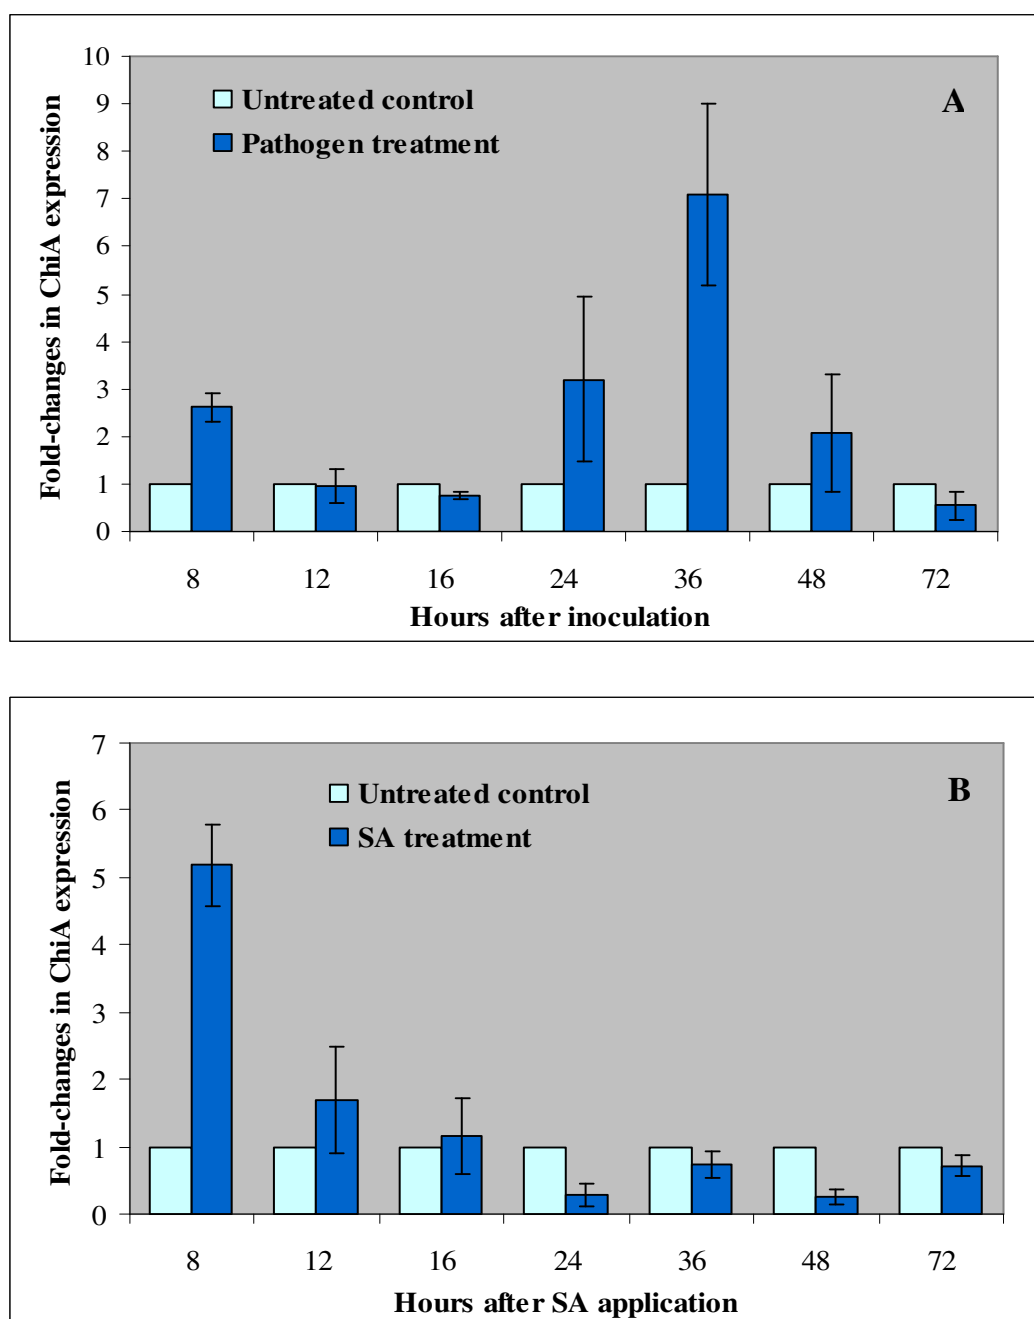 10
9
8
7
6
5
4
3
2
1
0
Fold-changes in ChiA expression
Untreated control
Pathogen treatment
A
8 12 16 24 36 48 72
Hours after inoculation
7
6
5
4
3
2
1
0
Fold-changes in ChiA expression
Untreated control
SA treatment
B
8 12 16 24 36 48 72
Hours after SA application